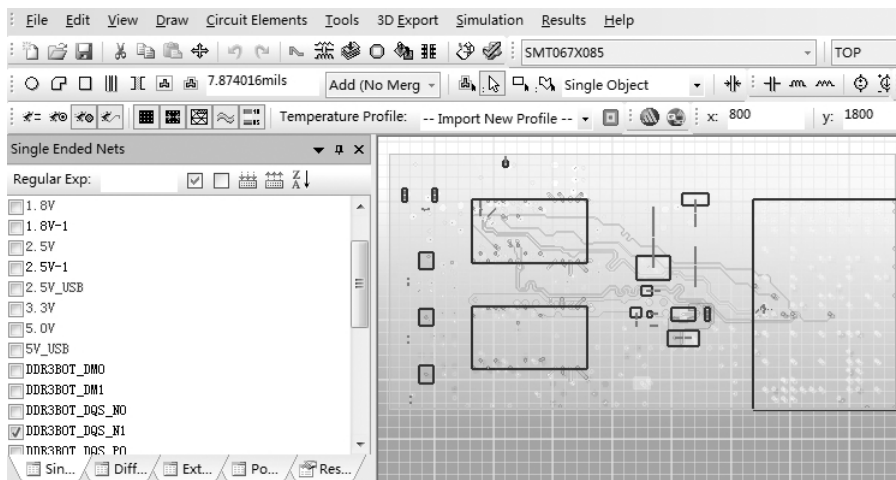 File Edit View Draw Circuit Elements Tools 3D Export Simulation Results Help
SMT067X085 TOP
7.874016mils Add (No Merg Single Object
Temperature Profile: -- Import New Profile -- x: 800 y: 1800
Single Ended Nets
Regular Exp:
1.8V
1.8V-1
2.5V
2.5V-1
2.5V_USB
3.3V
5.0V
5V_USB
DDR3BOT_DM0
DDR3BOT_DM1
DDR3BOT_DQS_N0
DDR3BOT_DQS_N1
DDR3BOT_DQS_P0
Sin... Diff... Ext... Po... Res...